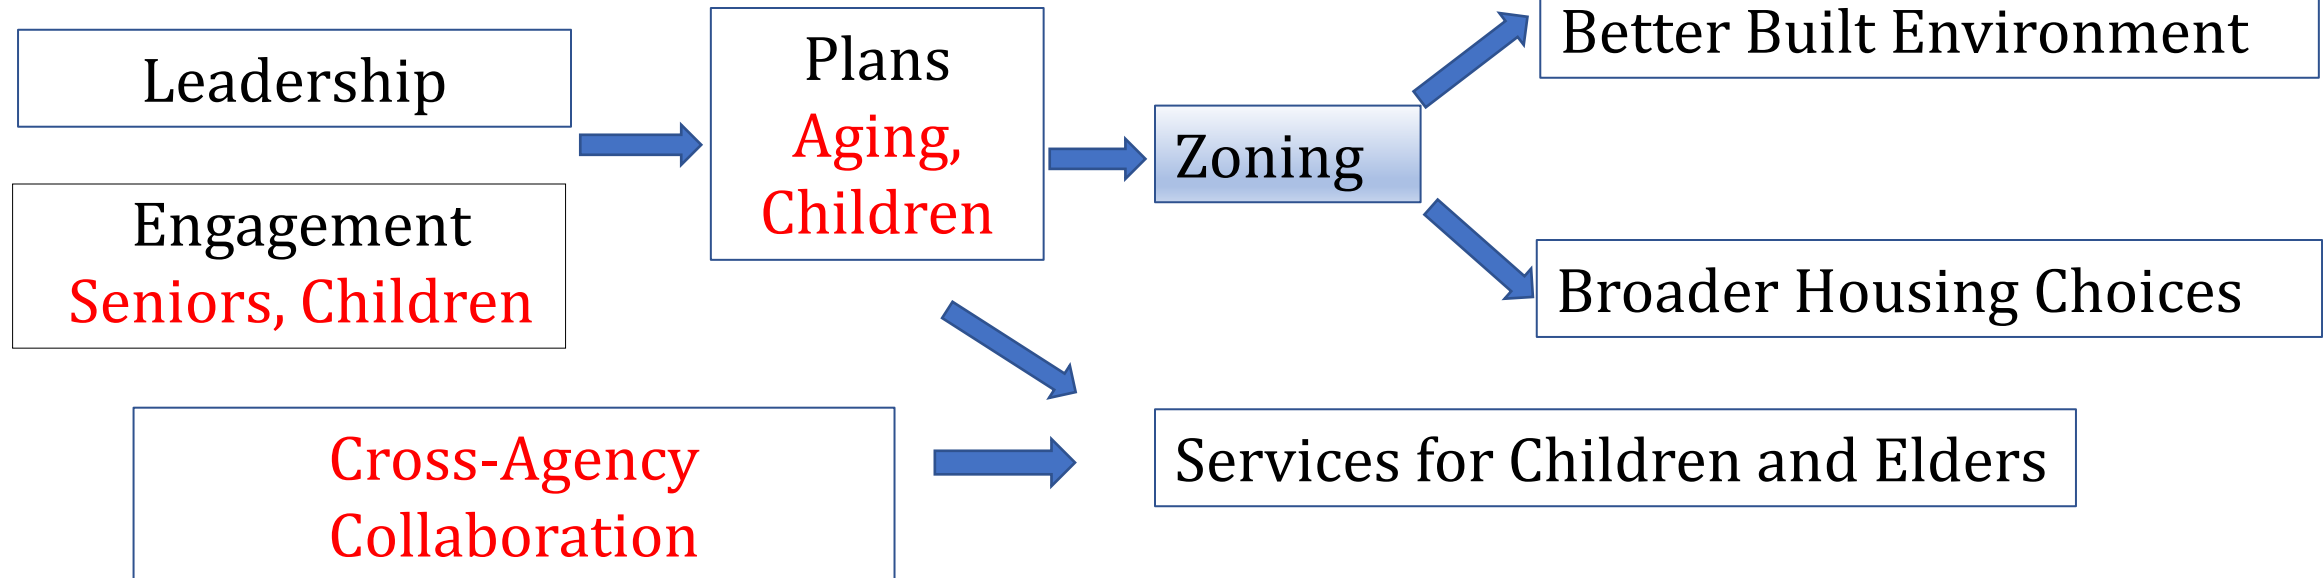 Leadership
Engagement
Seniors, Children
Plans
Aging,
Children
Zoning
Better Built Environment
Broader Housing Choices
Cross-Agency
Collaboration
Services for Children and Elders